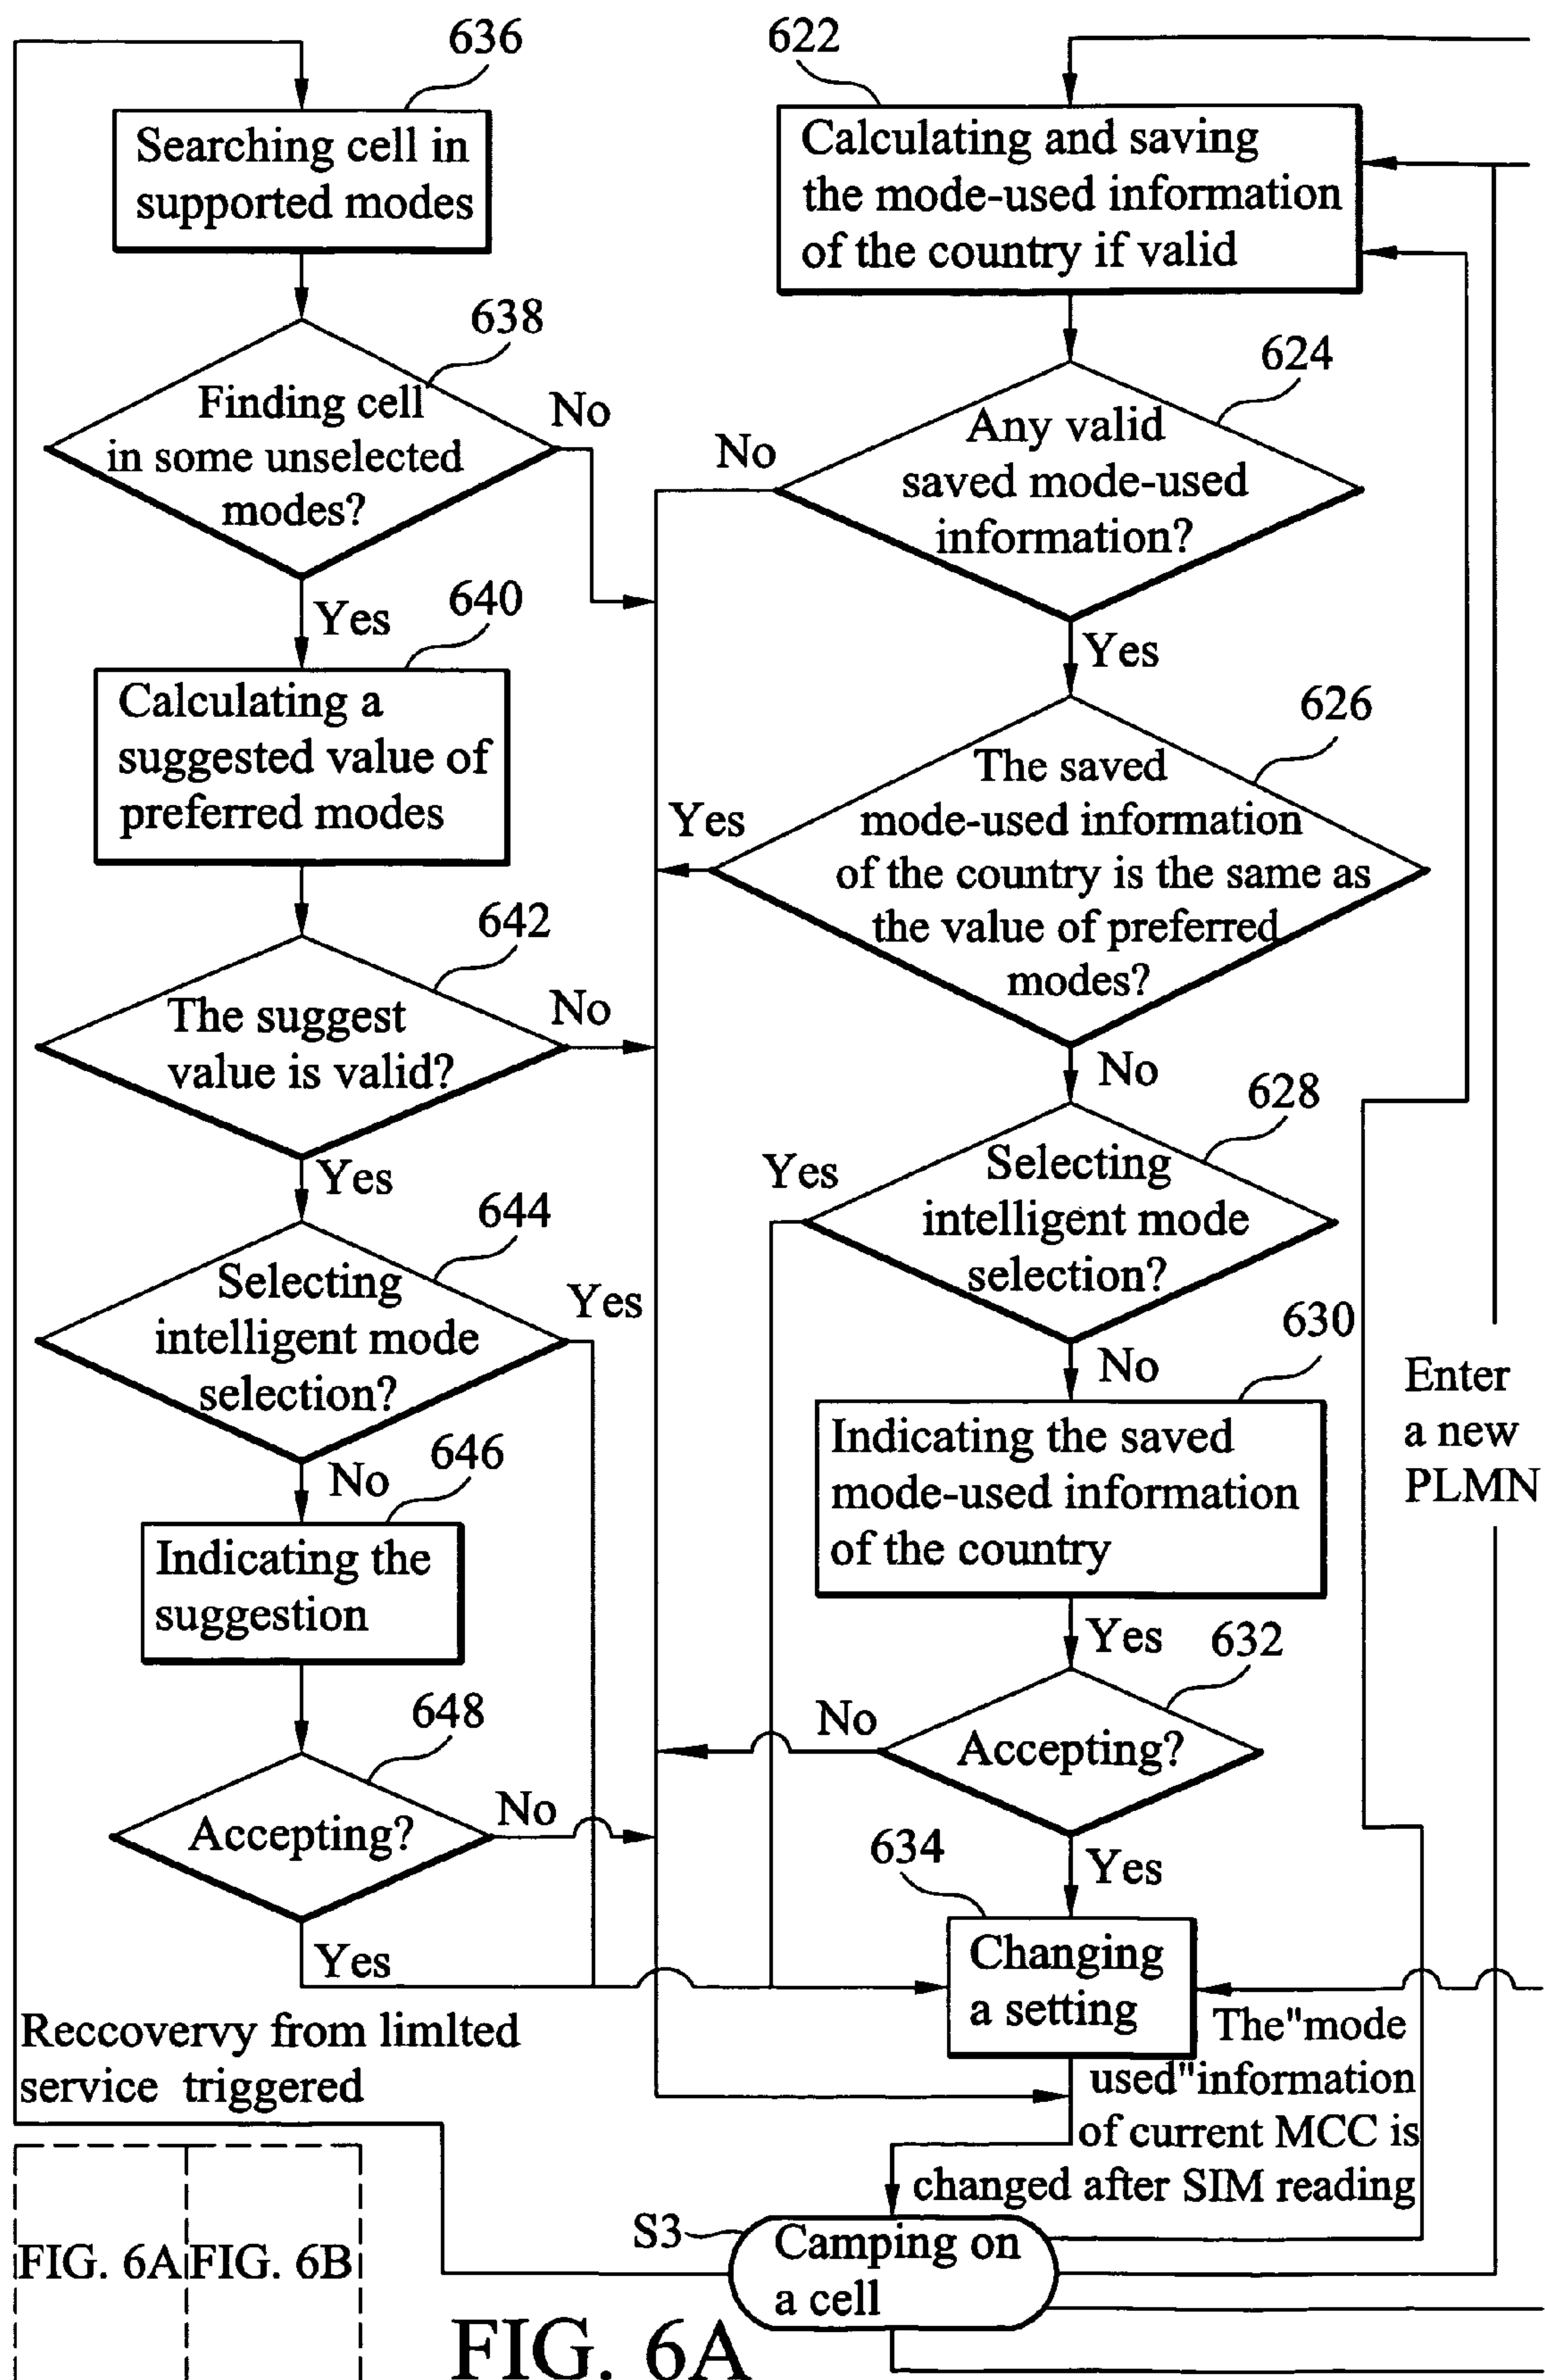 636
Searching cell in
supported modes
638
Finding cell
in some unselected
modes?
No
Yes
640
Calculating a
suggested value of
preferred modes
642
The suggest
value is valid?
No
Yes
644
Selecting
intelligent mode
selection?
Yes
No
646
Indicating the
suggestion
648
Accepting?
No
Yes
Reccovervy from limlted
service triggered
622
Calculating and saving
the mode-used information
of the country if valid
624
Any valid
saved mode-used
information?
No
Yes
626
The saved
mode-used information
of the country is the same as
the value of preferred
modes?
Yes
No
628
Selecting
intelligent mode
selection?
Yes
No
630
Indicating the saved
mode-used information
of the country
Yes
632
Accepting?
No
Yes
634
Changing
a setting
Enter
a new
PLMN
The"mode
used"information
of current MCC is
changed after SIM reading
S3
Camping on
a cell
FIG. 6A
FIG. 6B
FIG. 6A